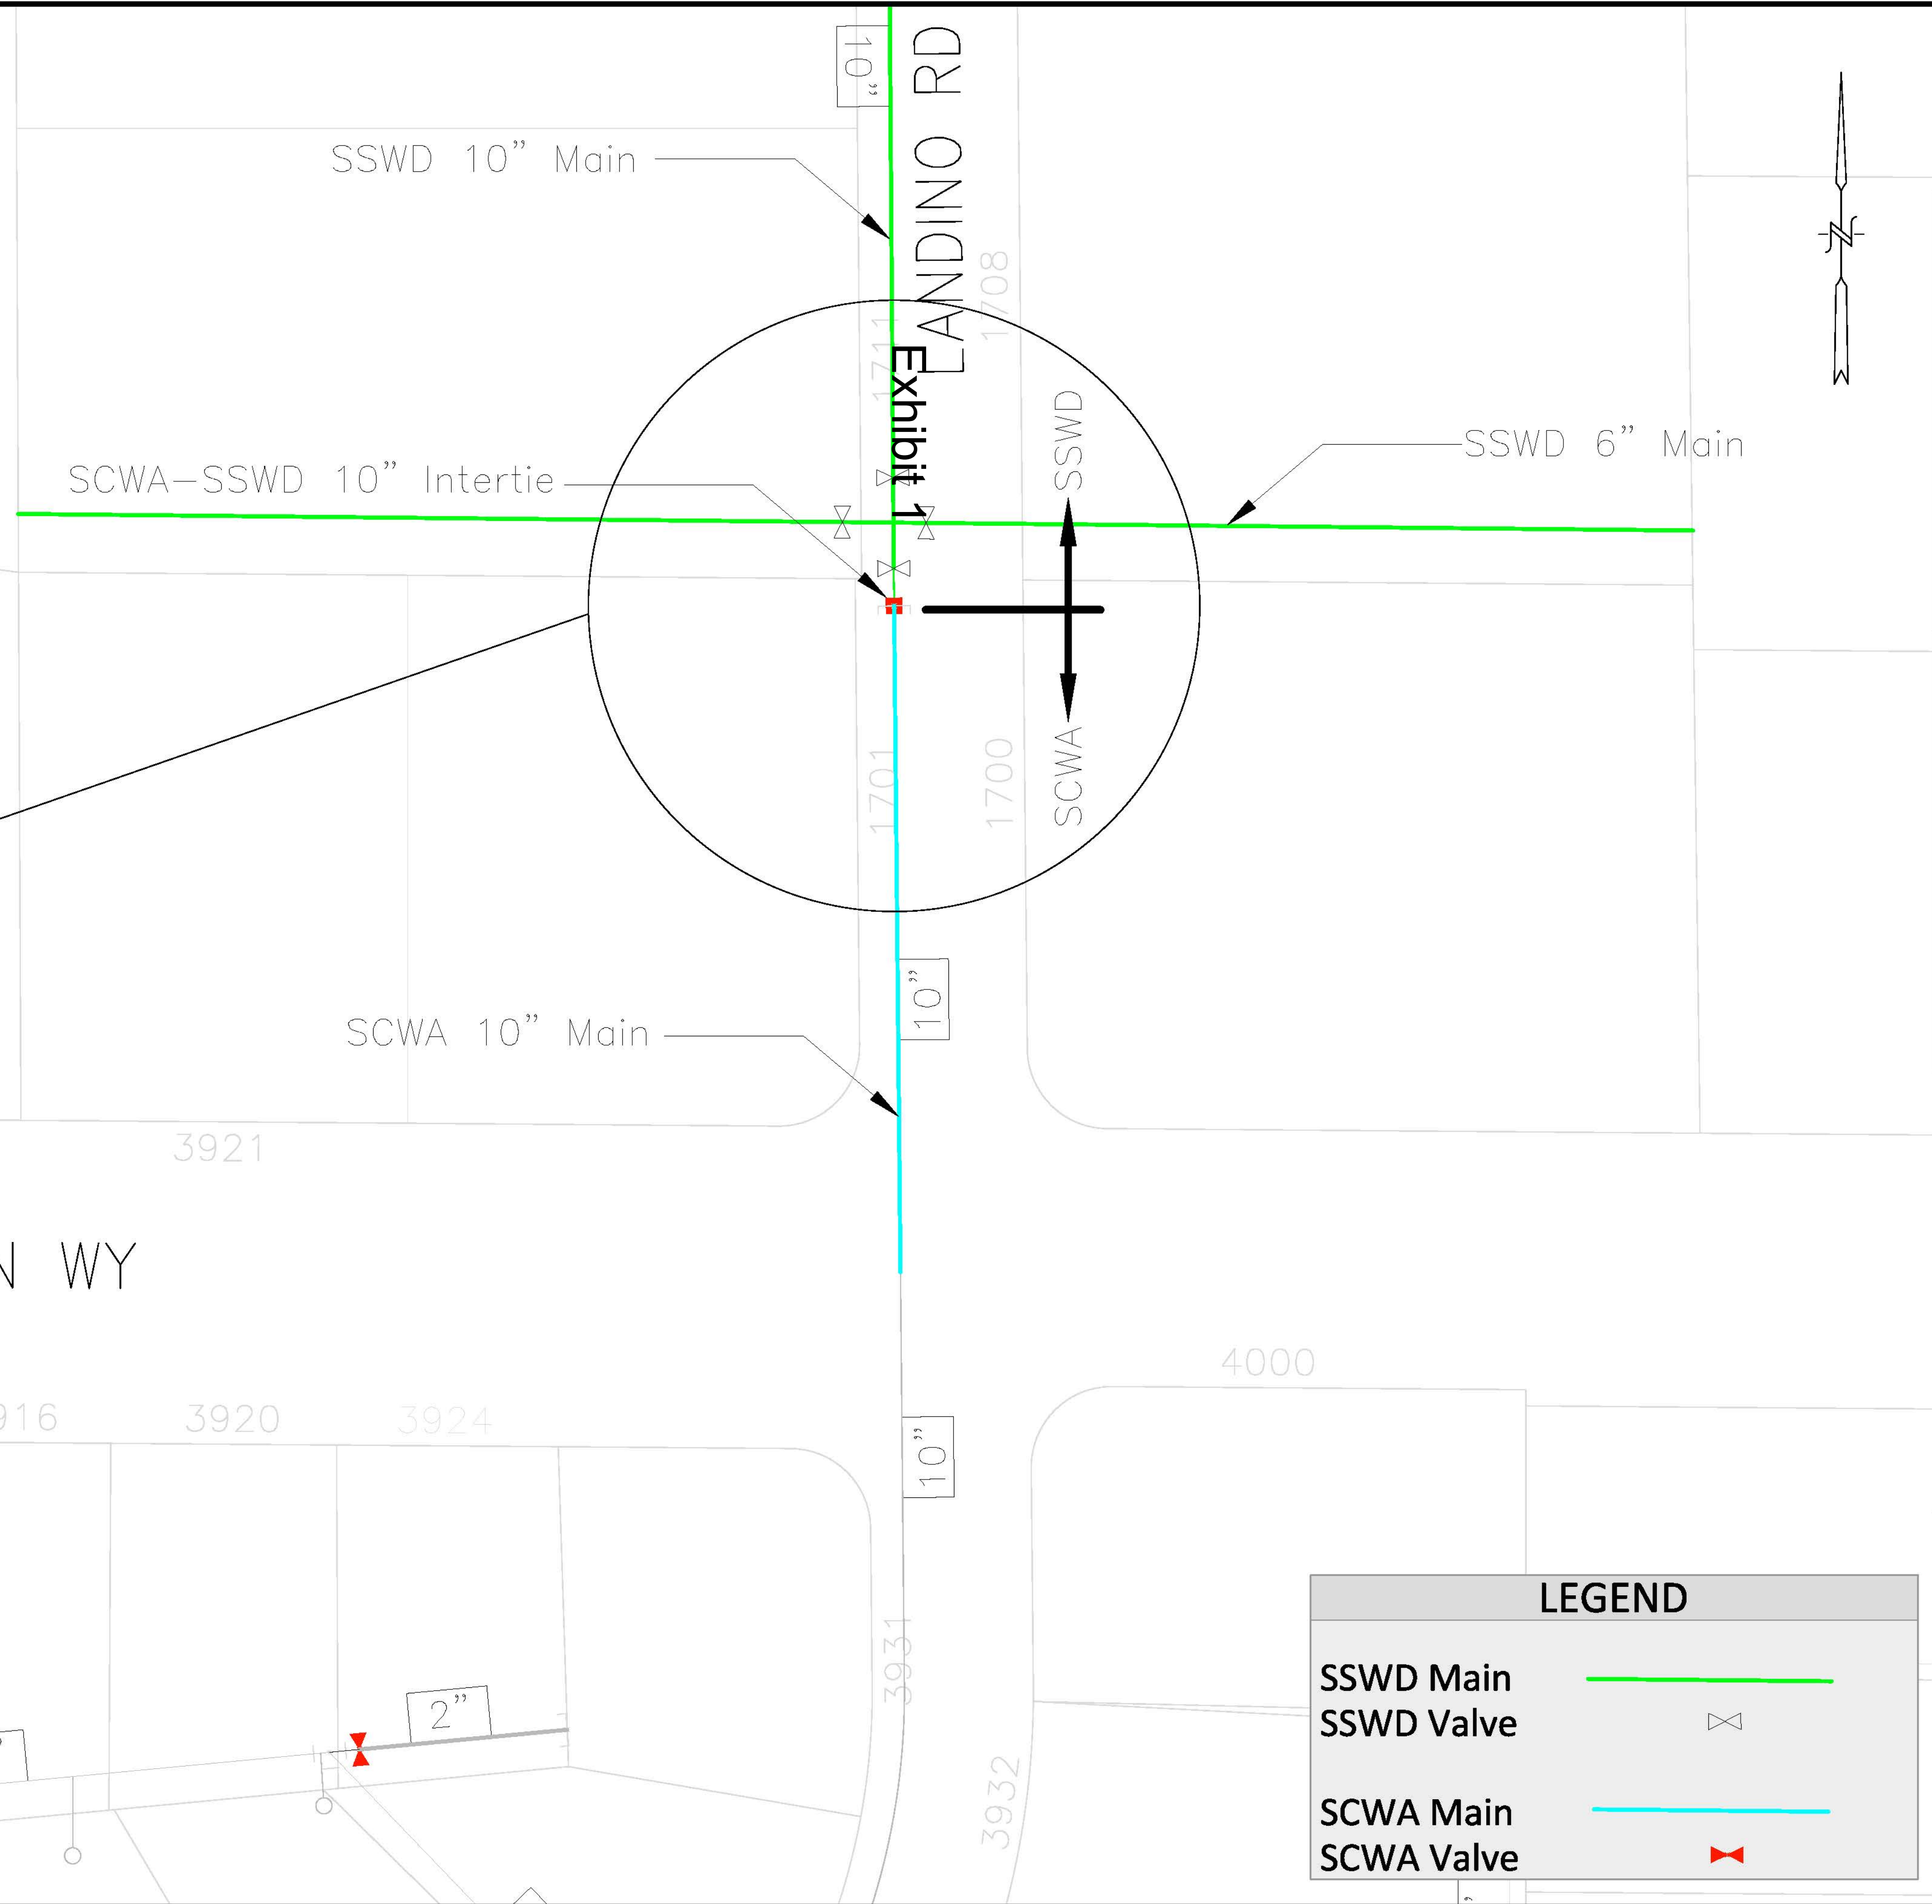 10”
LANDINO RD
SSWD 10” Main
1708
1711
Exhibit 1
SSWD
SSWD 6” Main
SCWA-SSWD 10” Intertie
1701
1700
SCWA
10”
SCWA 10” Main
3921
WY
4000
916
3920
3924
10”
3931
2”
3932
LEGEND
SSWD Main
SSWD Valve
SCWA Main
SCWA Valve
N